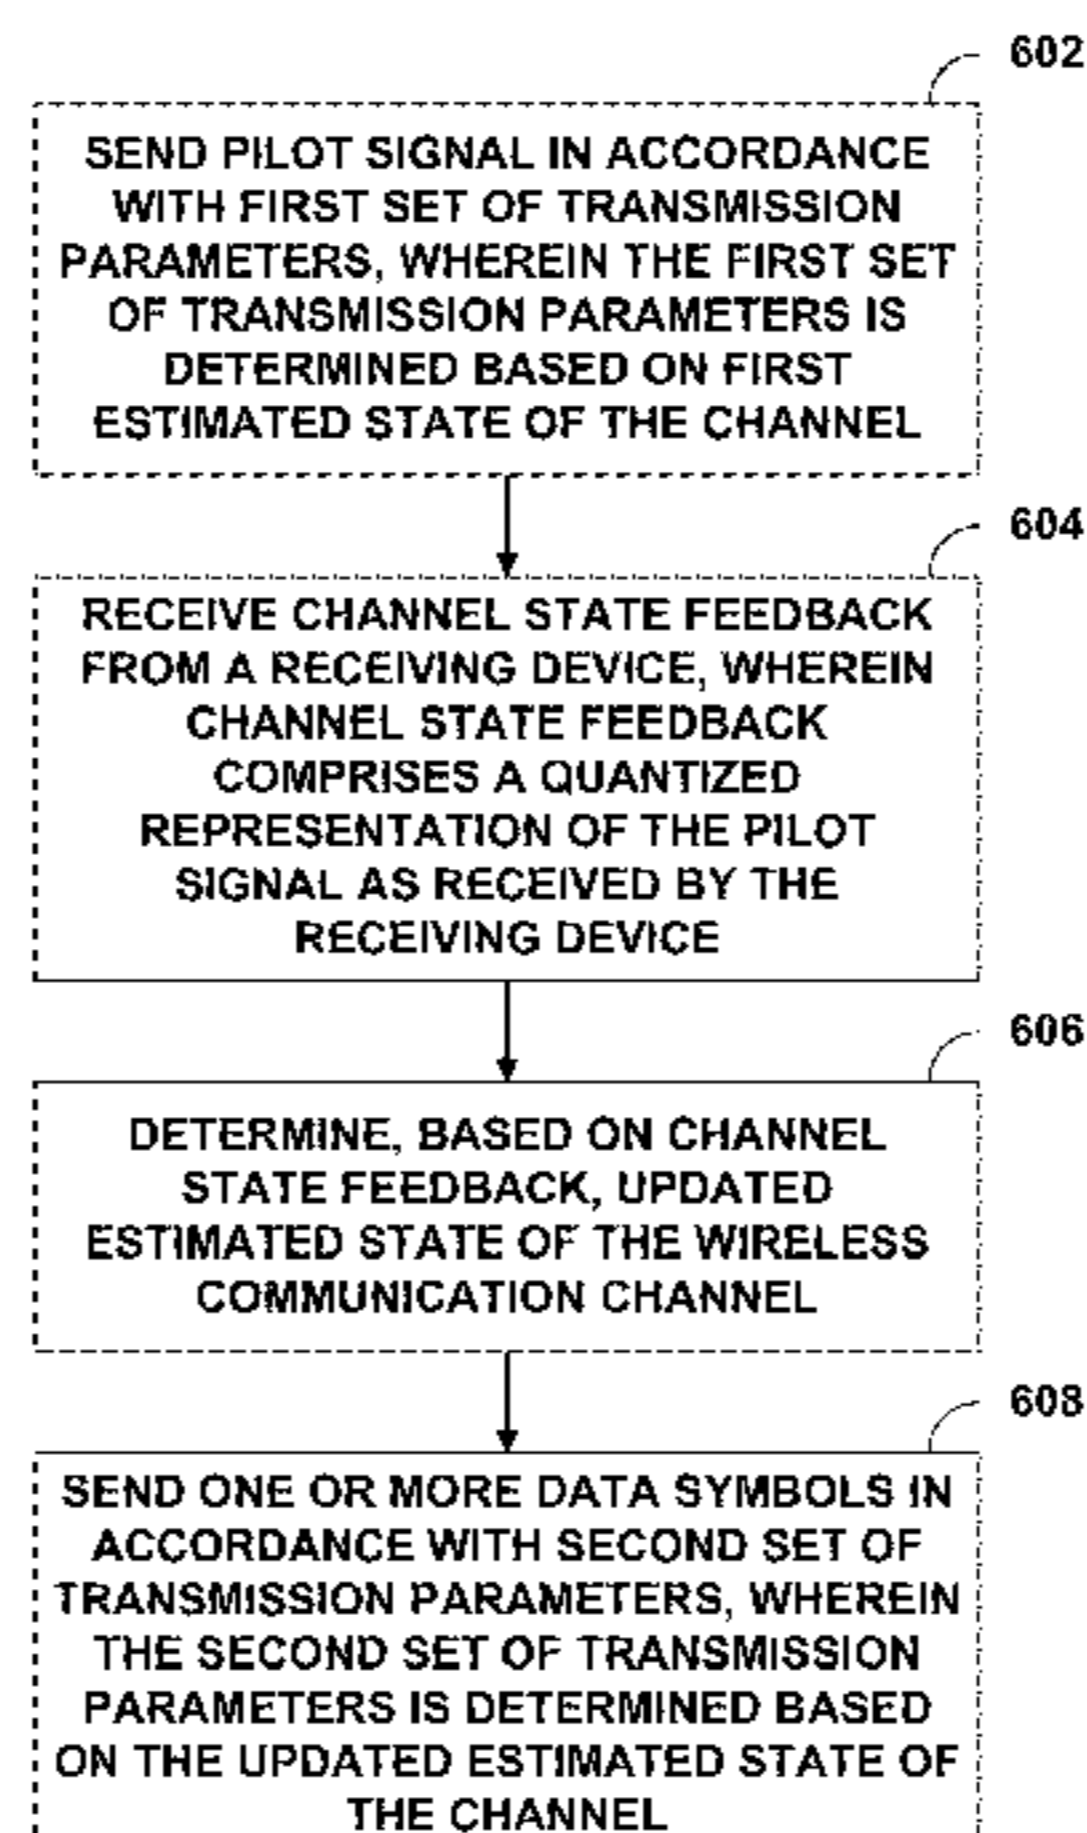 602
SEND PILOT SIGNAL IN ACCORDANCE
WITH FIRST SET OF TRANSMISSION
PARAMETERS, WHEREIN THE FIRST SET
OF TRANSMISSION PARAMETERS IS
DETERMINED BASED ON FIRST
ESTIMATED STATE OF THE CHANNEL
604
RECEIVE CHANNEL STATE FEEDBACK
FROM A RECEIVING DEVICE, WHEREIN
CHANNEL STATE FEEDBACK
COMPRISES A QUANTIZED
REPRESENTATION OF THE PILOT
SIGNAL AS RECEIVED BY THE
RECEIVING DEVICE
606
DETERMINE, BASED ON CHANNEL
STATE FEEDBACK, UPDATED
ESTIMATED STATE OF THE WIRELESS
COMMUNICATION CHANNEL
608
SEND ONE OR MORE DATA SYMBOLS IN
ACCORDANCE WITH SECOND SET OF
TRANSMISSION PARAMETERS, WHEREIN
THE SECOND SET OF TRANSMISSION
PARAMETERS IS DETERMINED BASED
ON THE UPDATED ESTIMATED STATE OF
THE CHANNEL